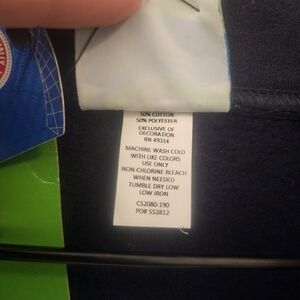 50% COTTON
50% POLYESTER
EXCLUSIVE OF
DECORATION
RN 49314
MACHINE WASH COLD
WITH LIKE COLORS
USE ONLY
NON-CHLORINE BLEACH
WHEN NEEDED
TUMBLE DRY LOW
LOW IRON
CS2080-190
PO# 552812